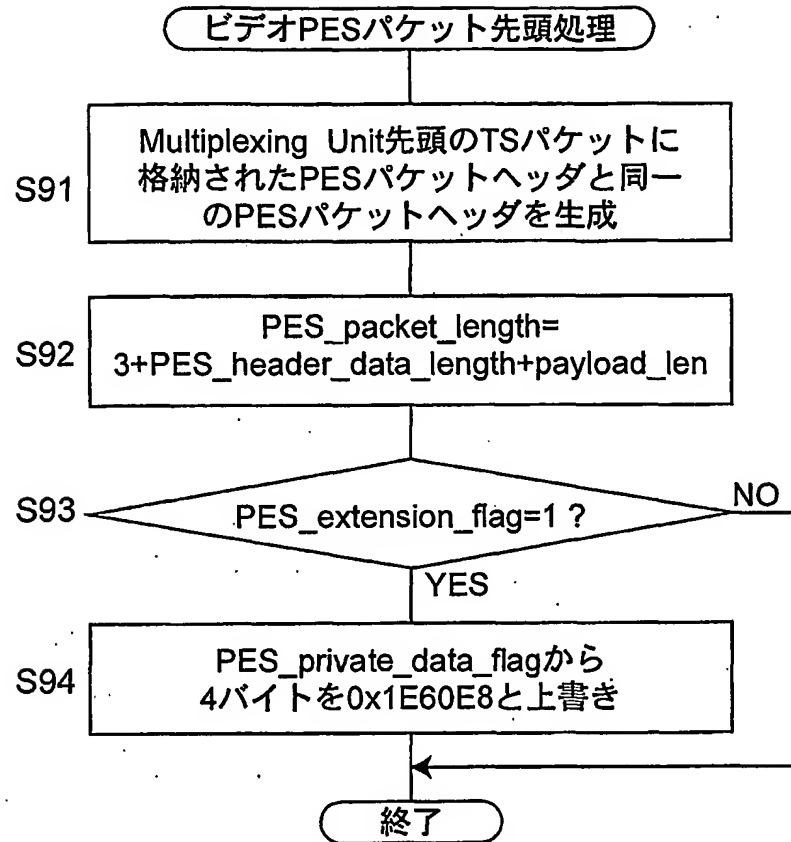 ビデオPESパケット先頭処理
S91
Multiplexing Unit先頭のTSパケットに
格納されたPESパケットヘッダと同一
のPESパケットヘッダを生成
S92
PES_packet_length=
3+PES_header_data_length+payload_len
S93
PES_extension_flag=1 ?
NO
YES
S94
PES_private_data_flagから
4バイトを0x1E60E8と上書き
終了